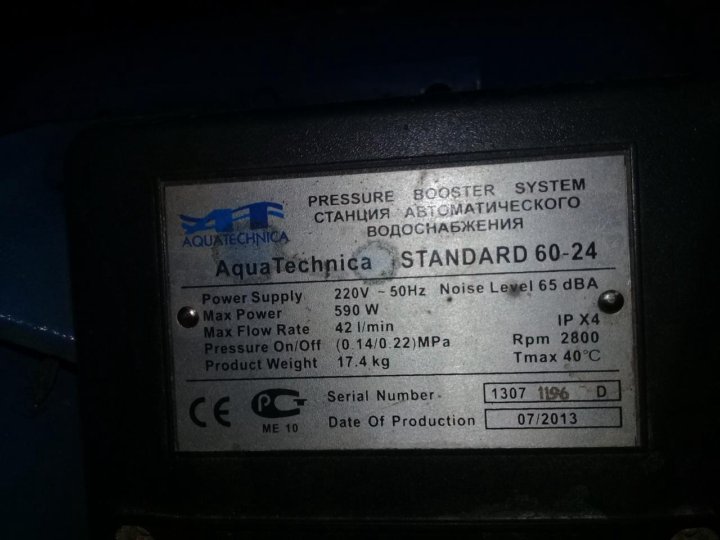 AQUATECHNICA
PRESSURE BOOSTER SYSTEM
СТАНЦИЯ АВТОМАТИЧЕСКОГО
ВОДОСНАБЖЕНИЯ
AquaTechnica STANDARD 60-24
Power Supply 220V ~ 50Hz Noise Level 65 dBA
Max Power 590 W
Max Flow Rate 42 l/min IP X4
Pressure On/Off (0.14/0.22)MPa Rpm 2800
Product Weight 17.4 kg Tmax 40°C
CE РСТ Serial Number 1307 1196 D
ME 10 Date Of Production 07/2013